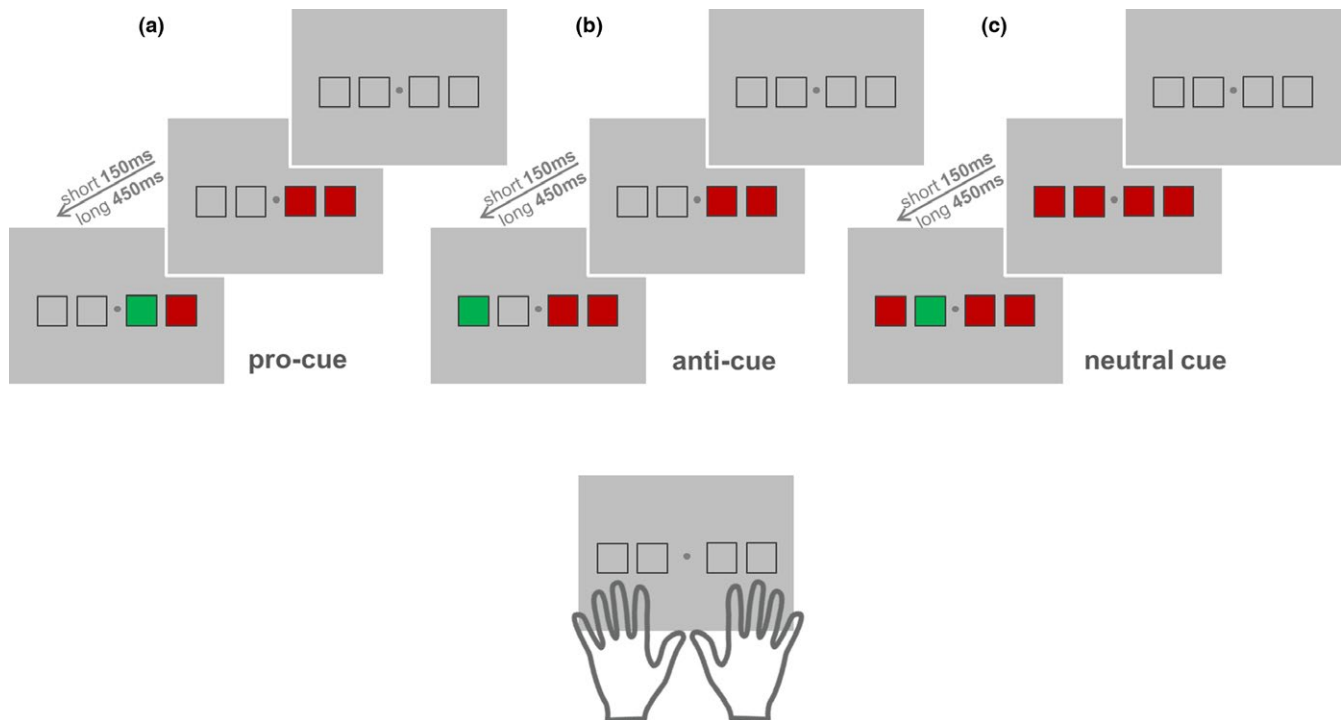 (a)
short 150ms
long 450ms
pro-cue
(b)
short 150ms
long 450ms
anti-cue
(c)
short 150ms
long 450ms
neutral cue